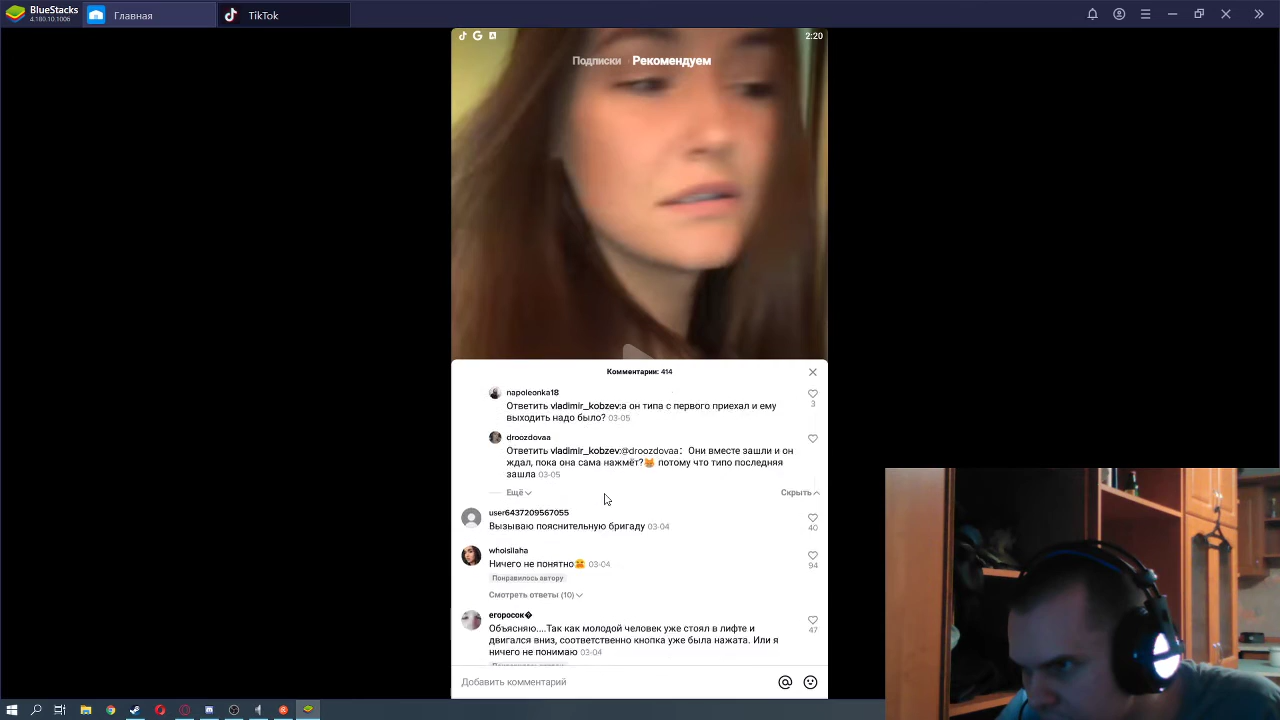 BlueStacks
4.180.10.1006
Главная
TikTok
2:20
Подписки Рекомендуем
Комментарии: 414
napoleonka18
Ответить vladimir_kobzev:а он типа с первого приехал и ему
выходить надо было? 03-05
3
droozdovaa
Ответить vladimir_kobzev:@droozdovaa: Они вместе зашли и он
ждал, пока она сама нажмёт?😹 потому что типо последняя
зашла 03-05
Ещё
Скрыть
user6437209567055
Вызываю пояснительную бригаду 03-04
40
whoisiiaha
Ничего не понятно 03-04
94
Понравилось автору
Смотреть ответы (10)
егоросок�
Объясняю....Так как молодой человек уже стоял в лифте и
двигался вниз, соответственно кнопка уже была нажата. Или я
ничего не понимаю 03-04
47
Добавить комментарий